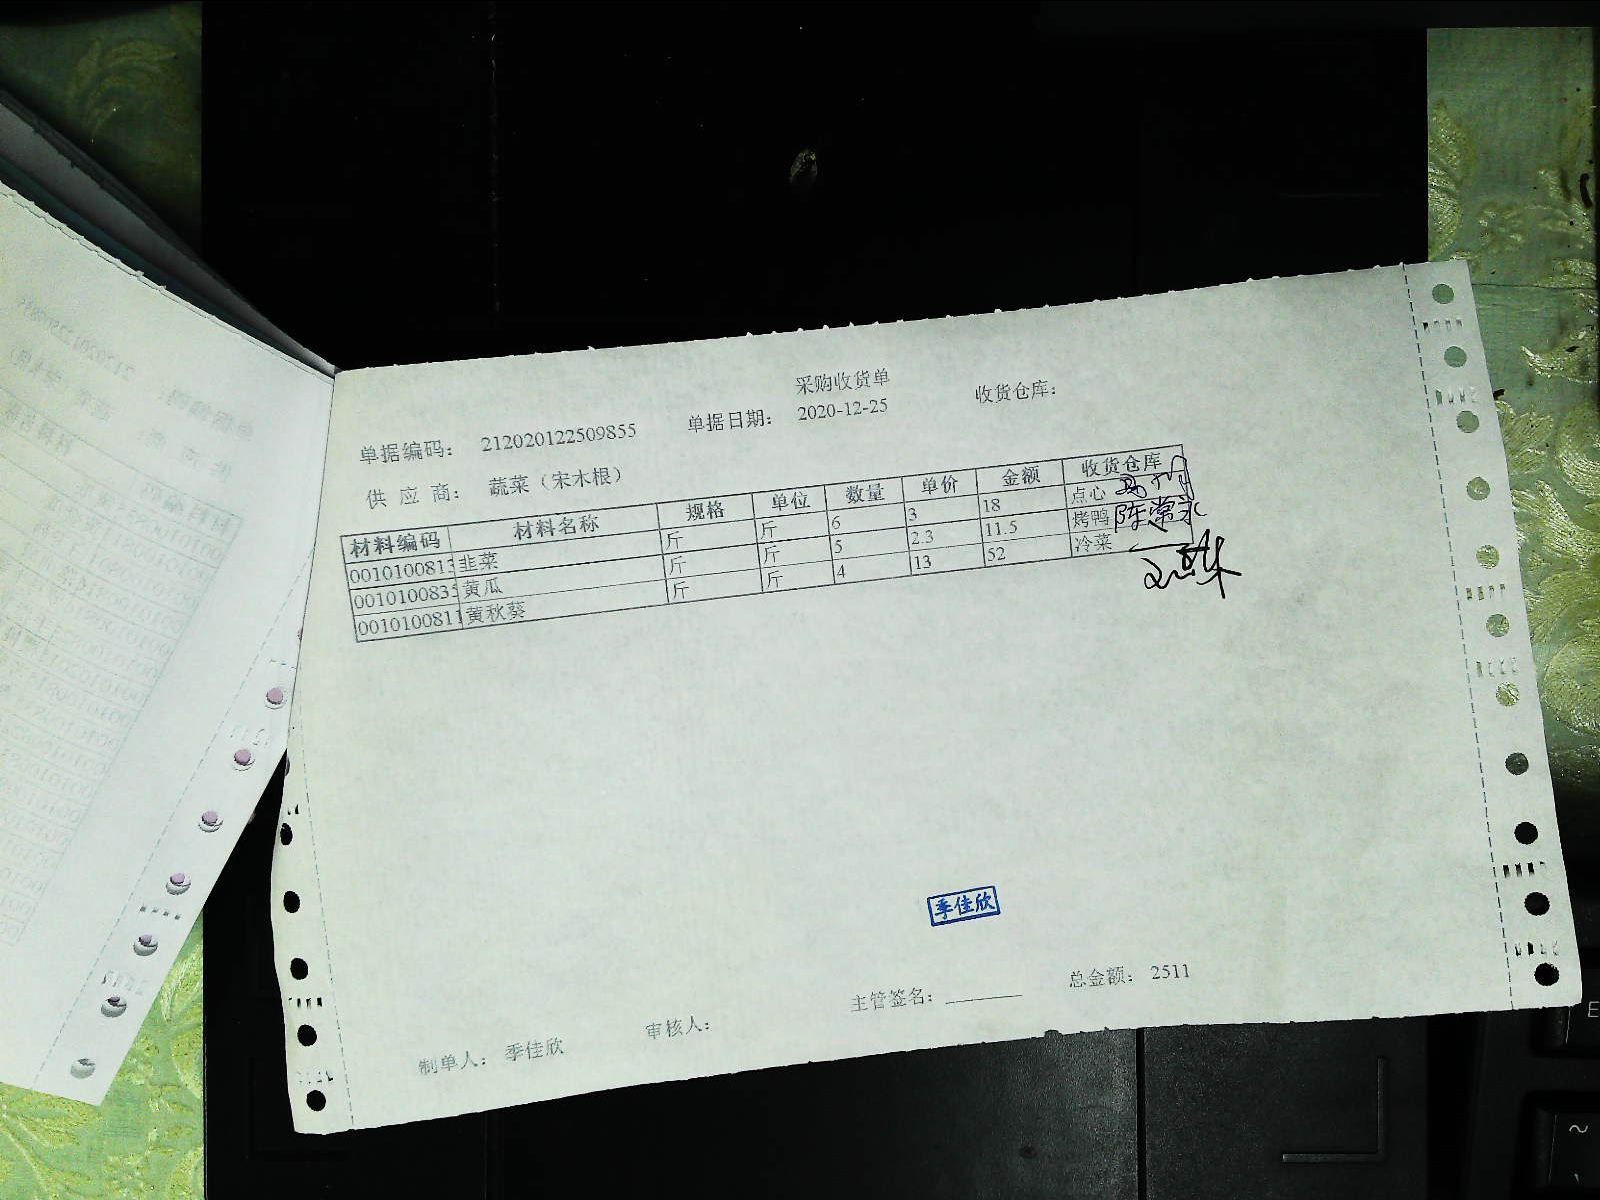 采购收货单
单据编码： 212020122509855 单据日期： 2020-12-25 收货仓库：
供 应 商： 蔬菜（宋木根）
材料编码 材料名称 规格 单位 数量 单价 金额 收货仓库
0010100813 韭菜 斤 斤 6 3 18 点心
0010100835 黄瓜 斤 斤 5 2.3 11.5 烤鸭 陈常永
0010100811 黄秋葵 斤 斤 4 13 52 冷菜
季佳欣
制单人： 季佳欣 审核人： 主管签名： 总金额： 2511